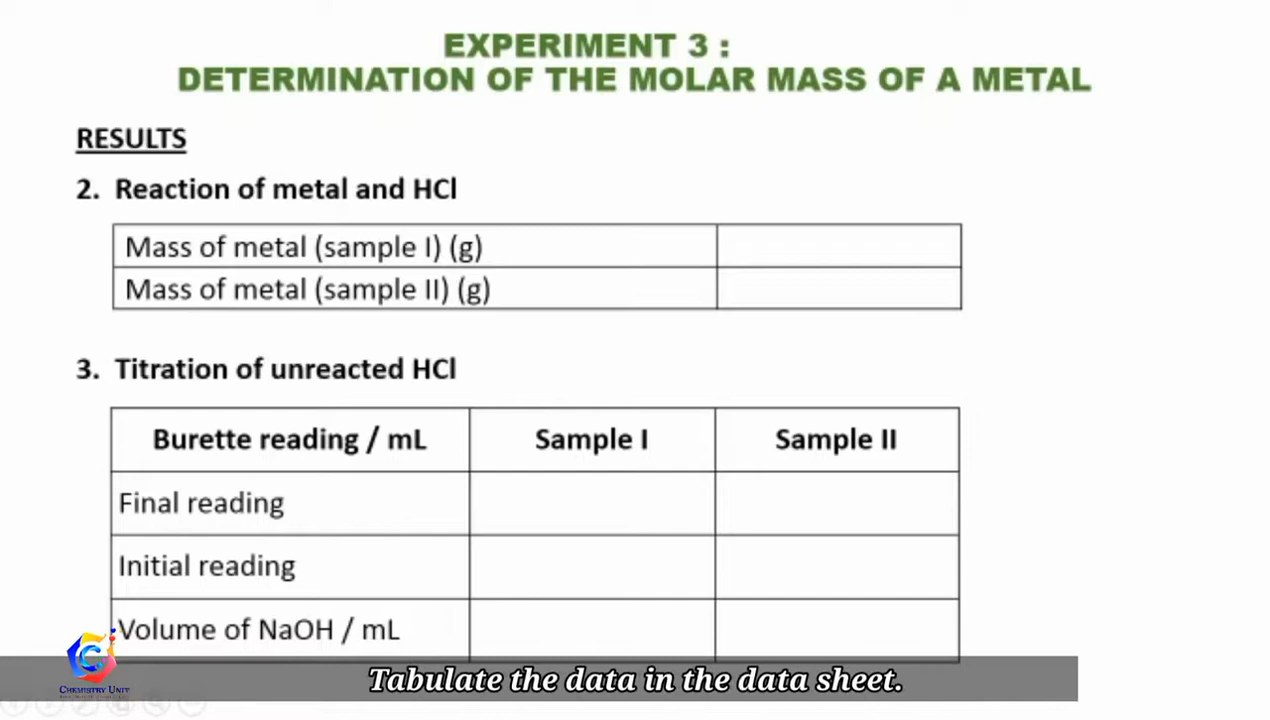 EXPERIMENT 3 :
DETERMINATION OF THE MOLAR MASS OF A METAL
RESULTS
2. Reaction of metal and HCl
Mass of metal (sample I) (g)
Mass of metal (sample II) (g)
3. Titration of unreacted HCl
Burette reading / mL Sample I Sample II
Final reading
Initial reading
Volume of NaOH / mL
CHEMISTRY UNIT
Tabulate the data in the data sheet.